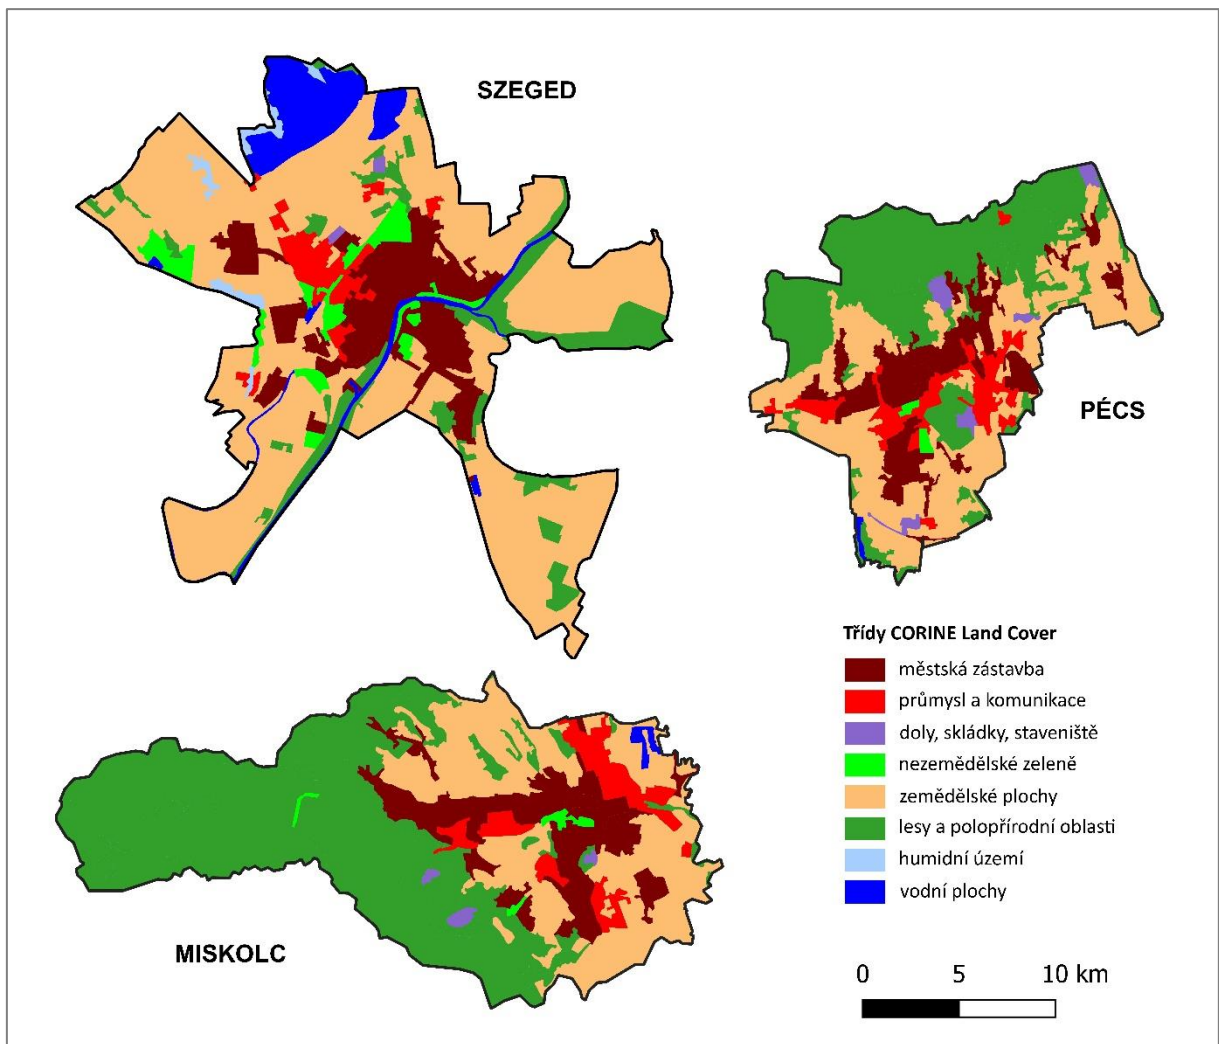 SZEGED
PÉCS
MISKOLC
Třídy CORINE Land Cover
městská zástavba
průmysl a komunikace
doly, skládky, staveniště
nezemědělské zeleně
zemědělské plochy
lesy a polopřírodní oblasti
humidní území
vodní plochy
0 5 10 km